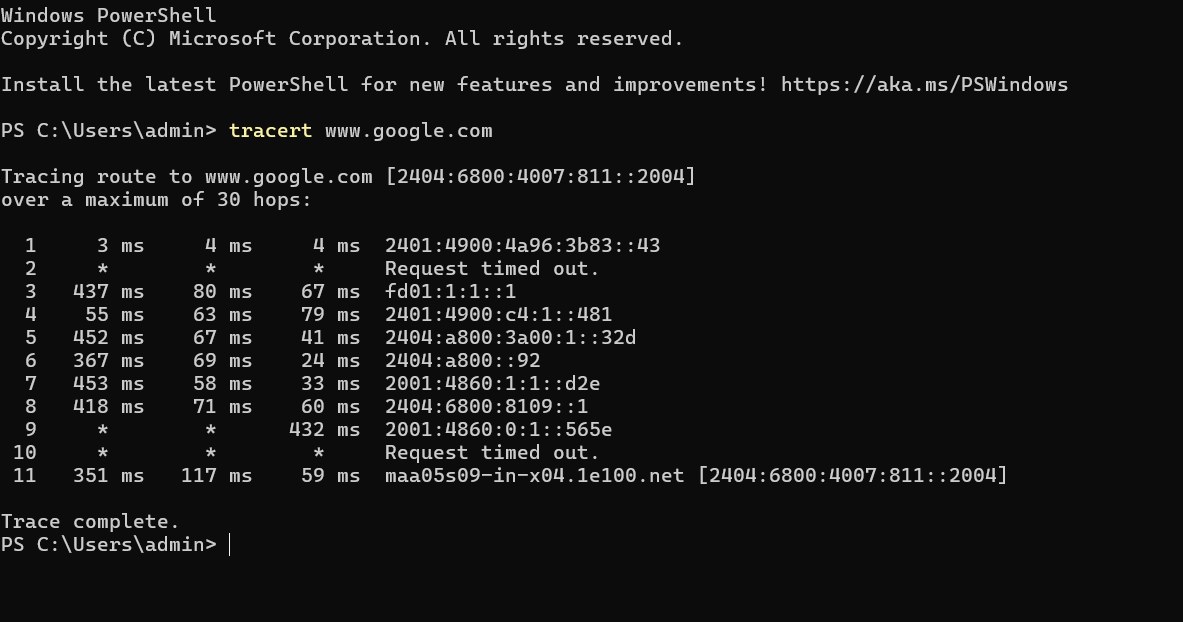 Windows PowerShell
Copyright (C) Microsoft Corporation. All rights reserved.
Install the latest PowerShell for new features and improvements! https://aka.ms/PSWindows
PS C:\Users\admin> tracert www.google.com
Tracing route to www.google.com [2404:6800:4007:811::2004]
over a maximum of 30 hops:
  1     3 ms     4 ms     4 ms  2401:4900:4a96:3b83::43
  2     *        *        *     Request timed out.
  3   437 ms    80 ms    67 ms  fd01:1:1::1
  4    55 ms    63 ms    79 ms  2401:4900:c4:1::481
  5   452 ms    67 ms    41 ms  2404:a800:3a00:1::32d
  6   367 ms    69 ms    24 ms  2404:a800::92
  7   453 ms    58 ms    33 ms  2001:4860:1:1::d2e
  8   418 ms    71 ms    60 ms  2404:6800:8109::1
  9     *        *      432 ms  2001:4860:0:1::565e
 10     *        *        *     Request timed out.
 11   351 ms   117 ms    59 ms  maa05s09-in-x04.1e100.net [2404:6800:4007:811::2004]
Trace complete.
PS C:\Users\admin>